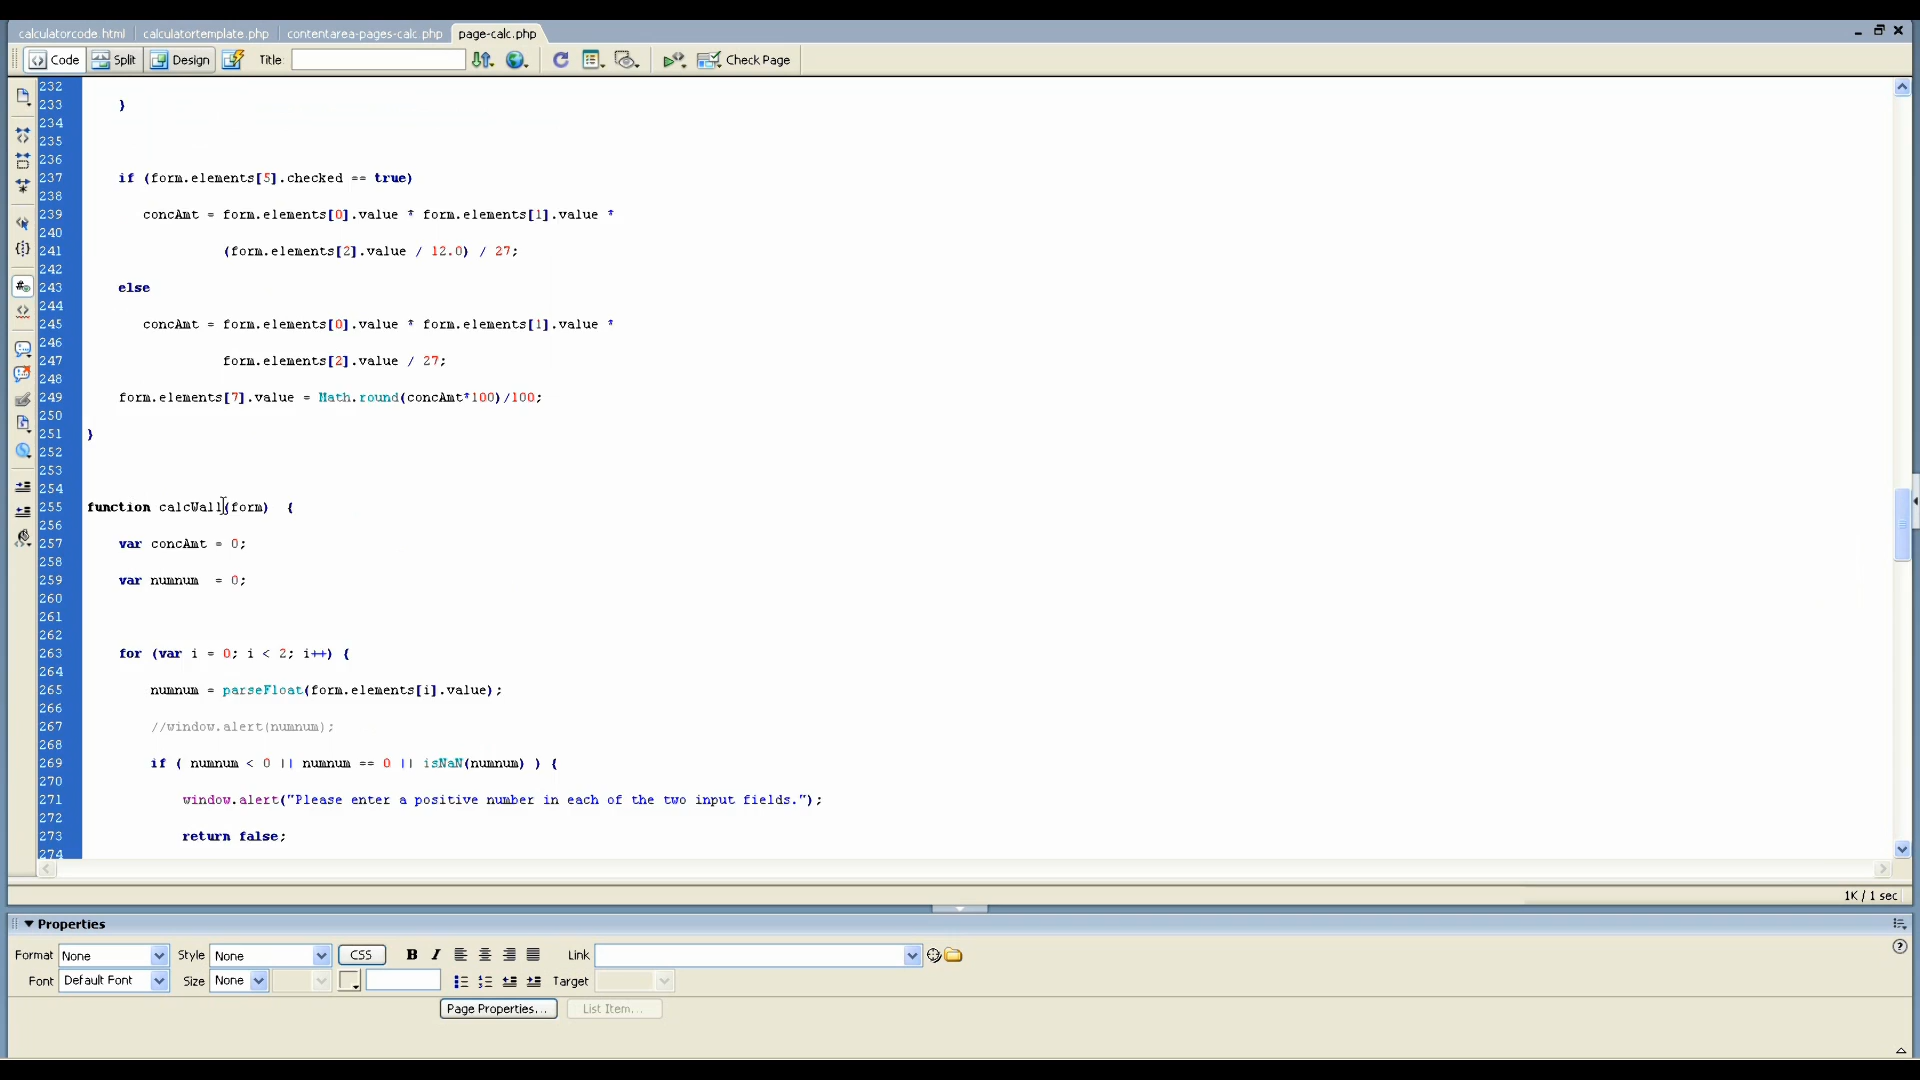 calculatorcode.html calculatortemplate.php contentarea-pages-calc.php page-calc.php
Code Split Design Title: Check Page
232
233 }
234
235
236
237 if (form.elements[5].checked == true)
238
239 concAmt = form.elements[0].value * form.elements[1].value *
240
241 (form.elements[2].value / 12.0) / 27;
242
243 else
244
245 concAmt = form.elements[0].value * form.elements[1].value *
246
247 form.elements[2].value / 27;
248
249 form.elements[7].value = Math.round(concAmt*100)/100;
250
251 }
252
253
254
255 function calcWall(form) {
256
257 var concAmt = 0;
258
259 var numnum = 0;
260
261
262
263 for (var i = 0; i < 2; i++) {
264
265 numnum = parseFloat(form.elements[i].value);
266
267 //window.alert(numnum);
268
269 if ( numnum < 0 || numnum == 0 || isNaN(numnum) ) {
270
271 window.alert("Please enter a positive number in each of the two input fields.");
272
273 return false;
274
1K / 1 sec
Properties
Format None Style None CSS B I Link
Font Default Font Size None Target
Page Properties... List Item...